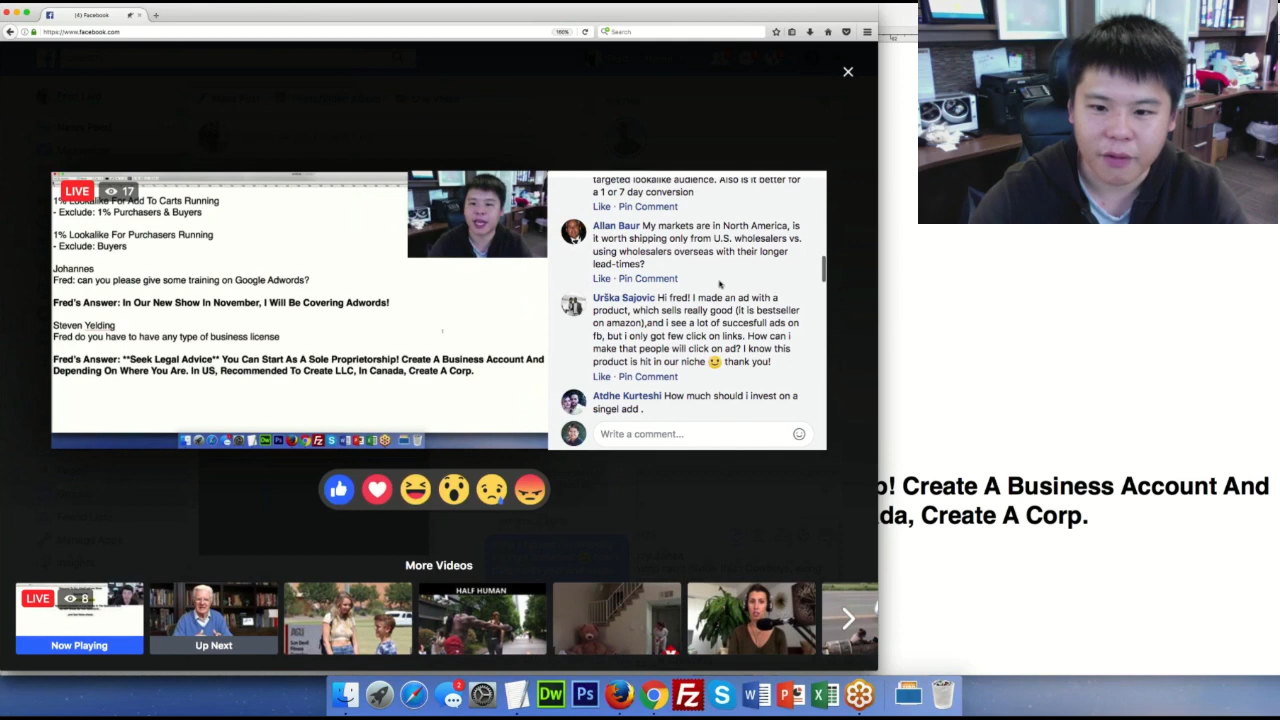 (4) Facebook
https://www.facebook.com
160%
Search
LIVE
17
1% Lookalike For Add To Carts Running
- Exclude: 1% Purchasers & Buyers
1% Lookalike For Purchasers Running
- Exclude: Buyers
Johannes
Fred: can you please give some training on Google Adwords?
Fred's Answer: In Our New Show In November, I Will Be Covering Adwords!
Steven Yelding
Fred do you have to have any type of business license
Fred's Answer: **Seek Legal Advice** You Can Start As A Sole Proprietorship! Create A Business Account And
Depending On Where You Are. In US, Recommended To Create LLC, In Canada, Create A Corp.
targeted lookalike audience. Also is it better for
a 1 or 7 day conversion
Like · Pin Comment
Allan Baur My markets are in North America, is
it worth shipping only from U.S. wholesalers vs.
using wholesalers overseas with their longer
lead-times?
Like · Pin Comment
Urška Sajovic Hi fred! I made an ad with a
product, which sells really good (it is bestseller
on amazon),and i see a lot of succesfull ads on
fb, but i only got few click on links. How can i
make that people will click on ad? I know this
product is hit in our niche thank you!
Like · Pin Comment
Atdhe Kurteshi How much should i invest on a
singel add .
Write a comment...
p! Create A Business Account And
da, Create A Corp.
More Videos
LIVE
8
Now Playing
Up Next
HALF HUMAN
2
Dw
Ps
Fz
S
W
P
X